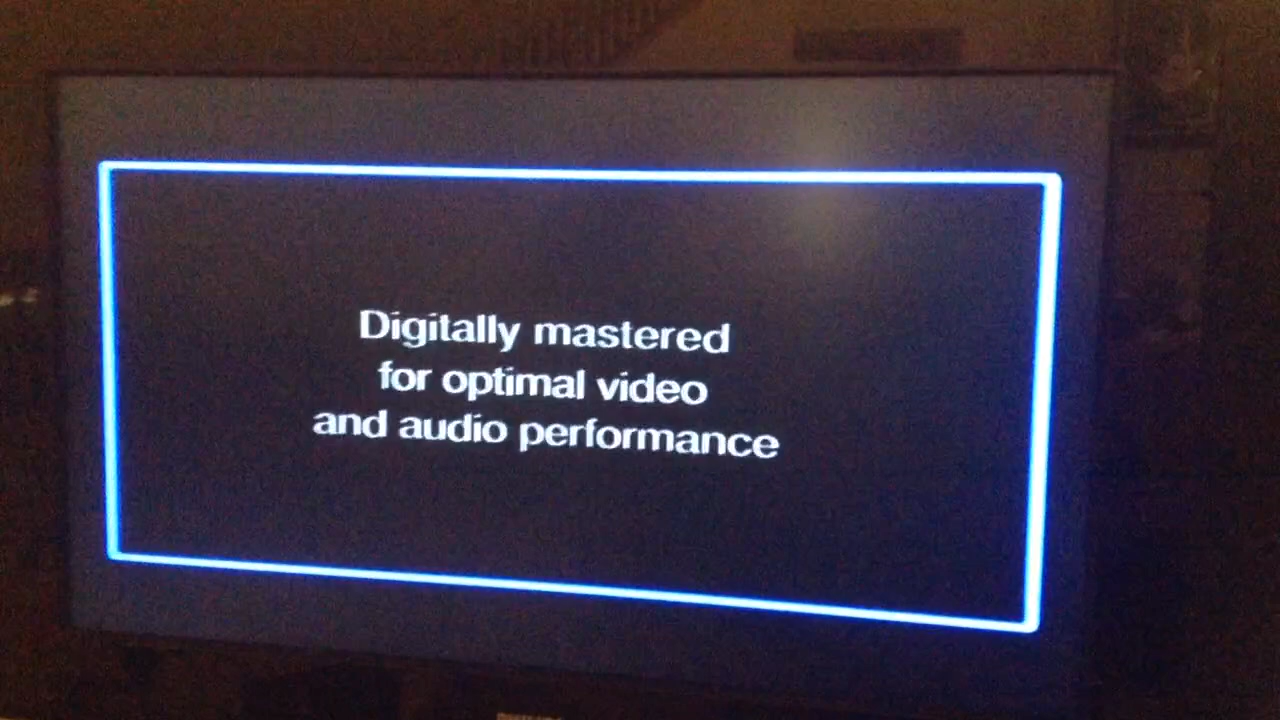 Digitally mastered
for optimal video
and audio performance